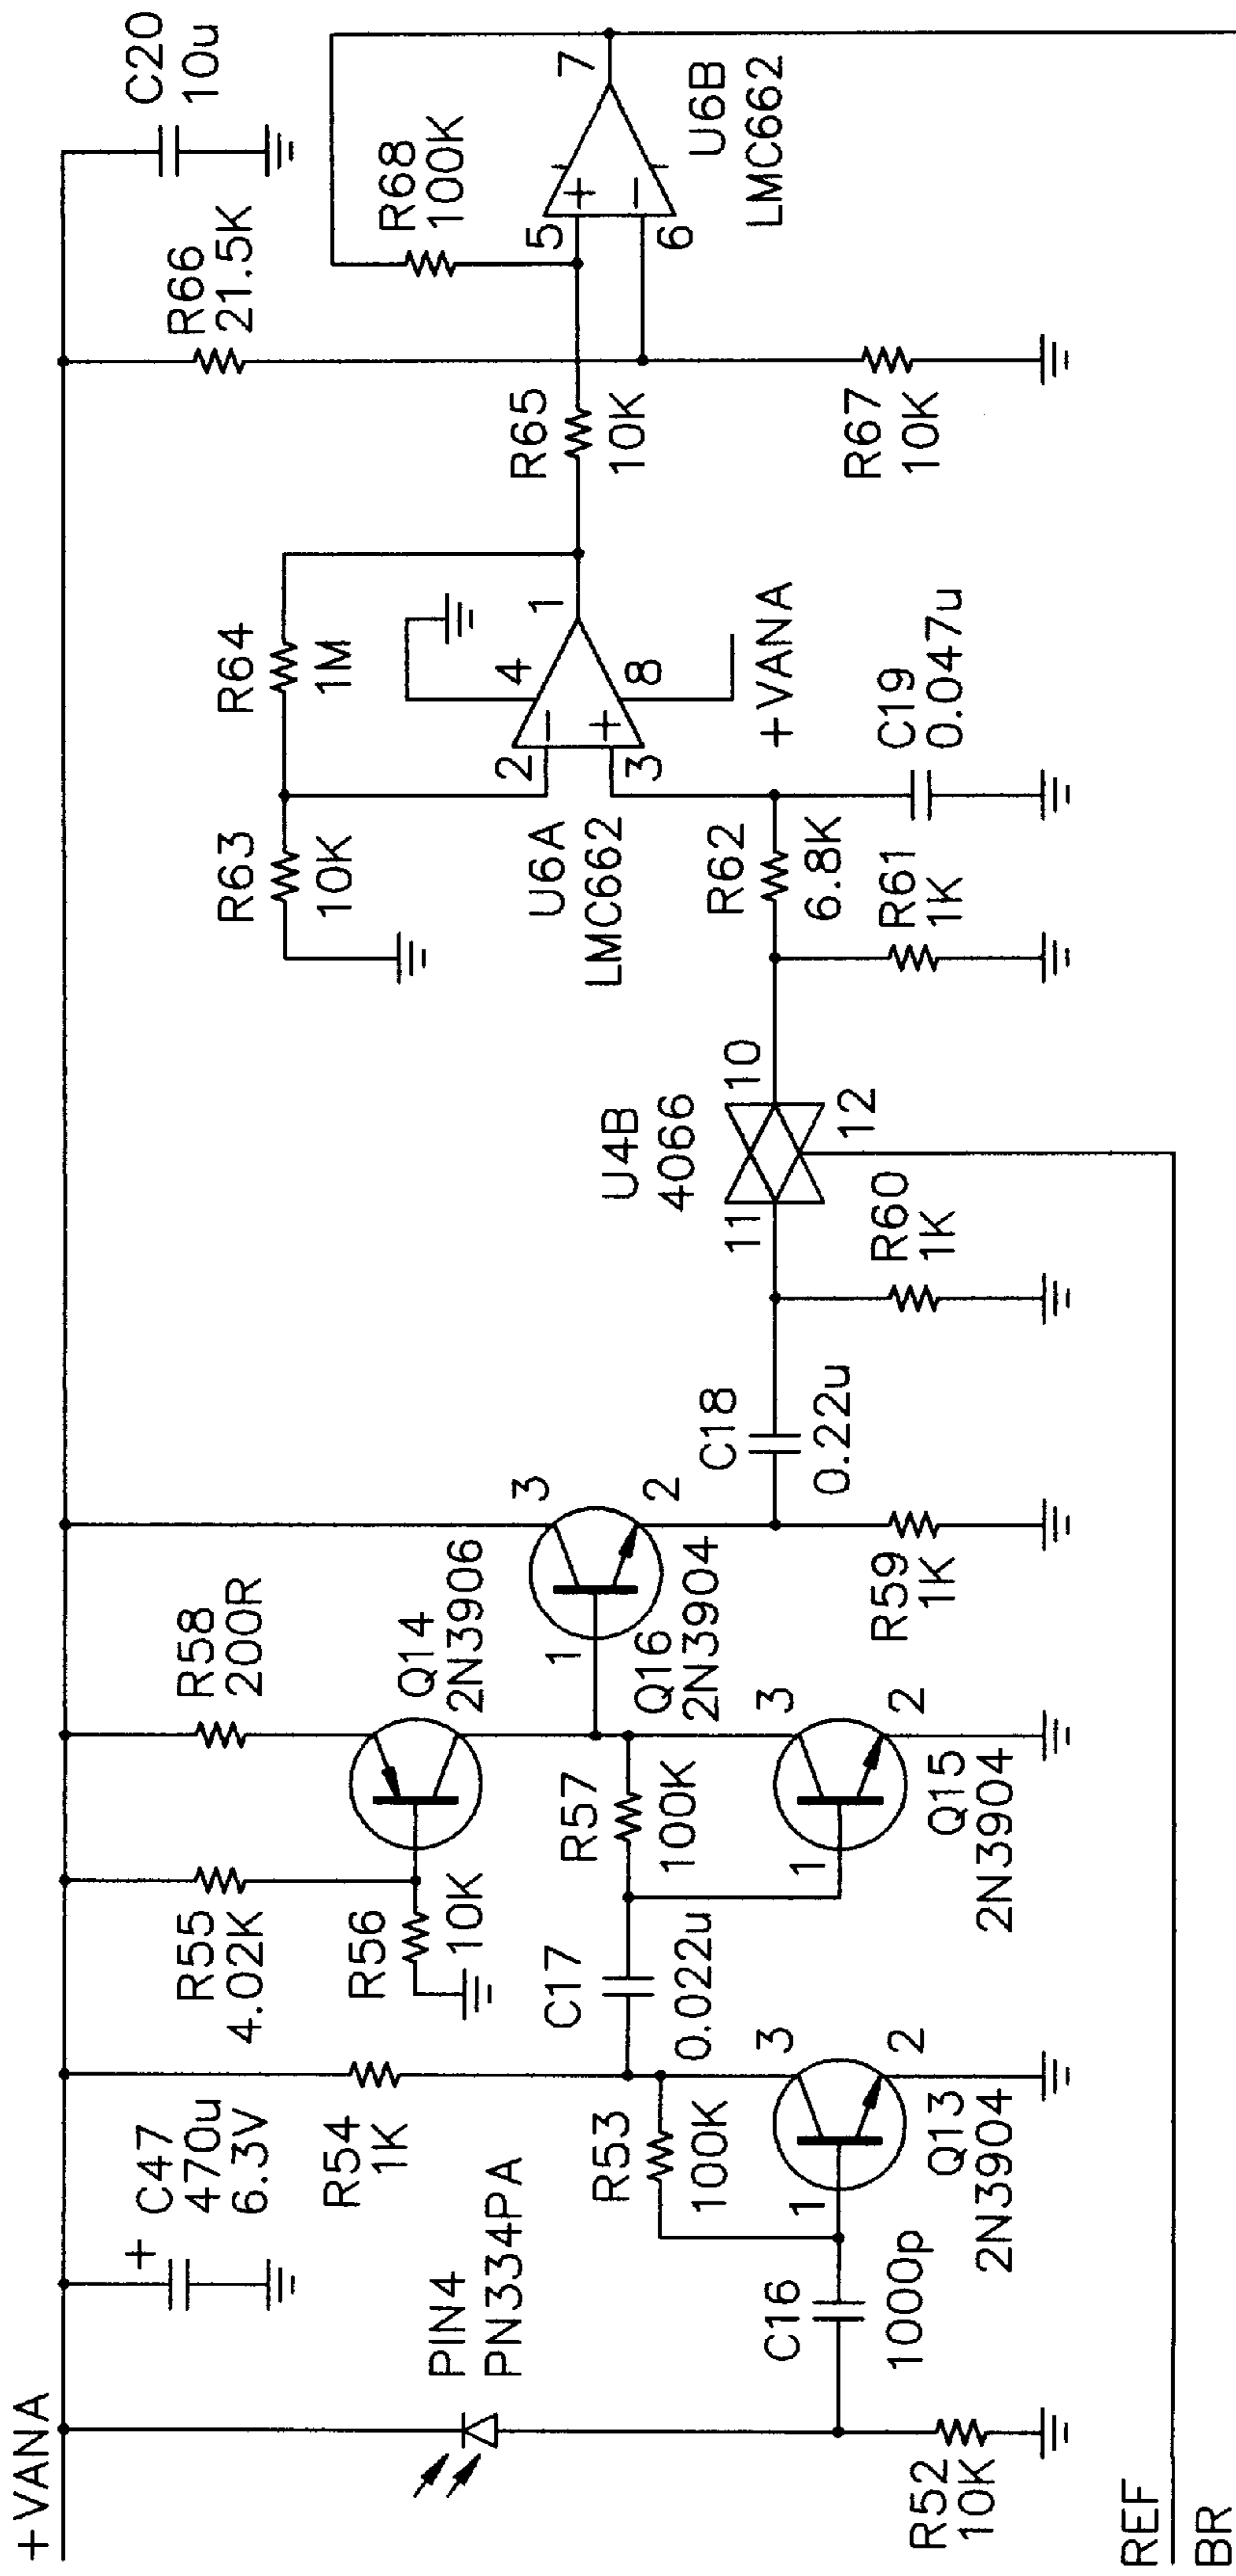 +VANA
C47
470u
6.3V
+
PIN4
PN334PA
R52
10K
C16
1000p
R54
1K
R53
100K
1
3
2
Q13
2N3904
R55
4.02K
R56
10K
C17
0.022u
R57
100K
R58
200R
Q14
2N3906
1
3
2
Q15
2N3904
1
3
2
Q16
2N3904
R59
1K
C18
0.22u
R60
1K
U4B
4066
11
10
12
R61
1K
R62
6.8K
C19
0.047u
R63
10K
R64
1M
U6A
LMC662
2
3
−
+
4
8
1
+VANA
R65
10K
R66
21.5K
R67
10K
R68
100K
C20
10u
5
6
+
−
7
U6B
LMC662
REF
BR